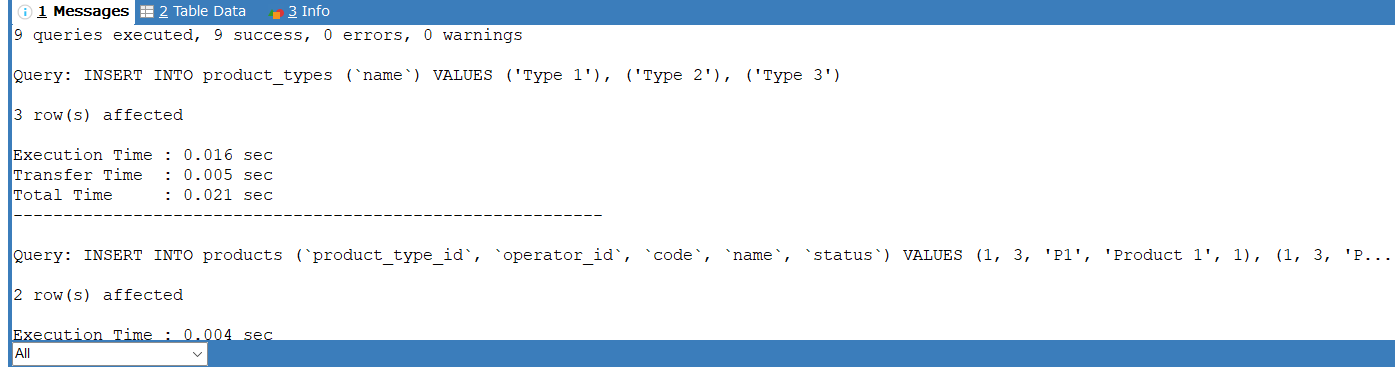 1 Messages 2 Table Data 3 Info
9 queries executed, 9 success, 0 errors, 0 warnings
Query: INSERT INTO product_types (`name`) VALUES ('Type 1'), ('Type 2'), ('Type 3')
3 row(s) affected
Execution Time : 0.016 sec
Transfer Time  : 0.005 sec
Total Time     : 0.021 sec
-----------------------------------------------------------
Query: INSERT INTO products (`product_type_id`, `operator_id`, `code`, `name`, `status`) VALUES (1, 3, 'P1', 'Product 1', 1), (1, 3, 'P...
2 row(s) affected
Execution Time : 0.004 sec
All